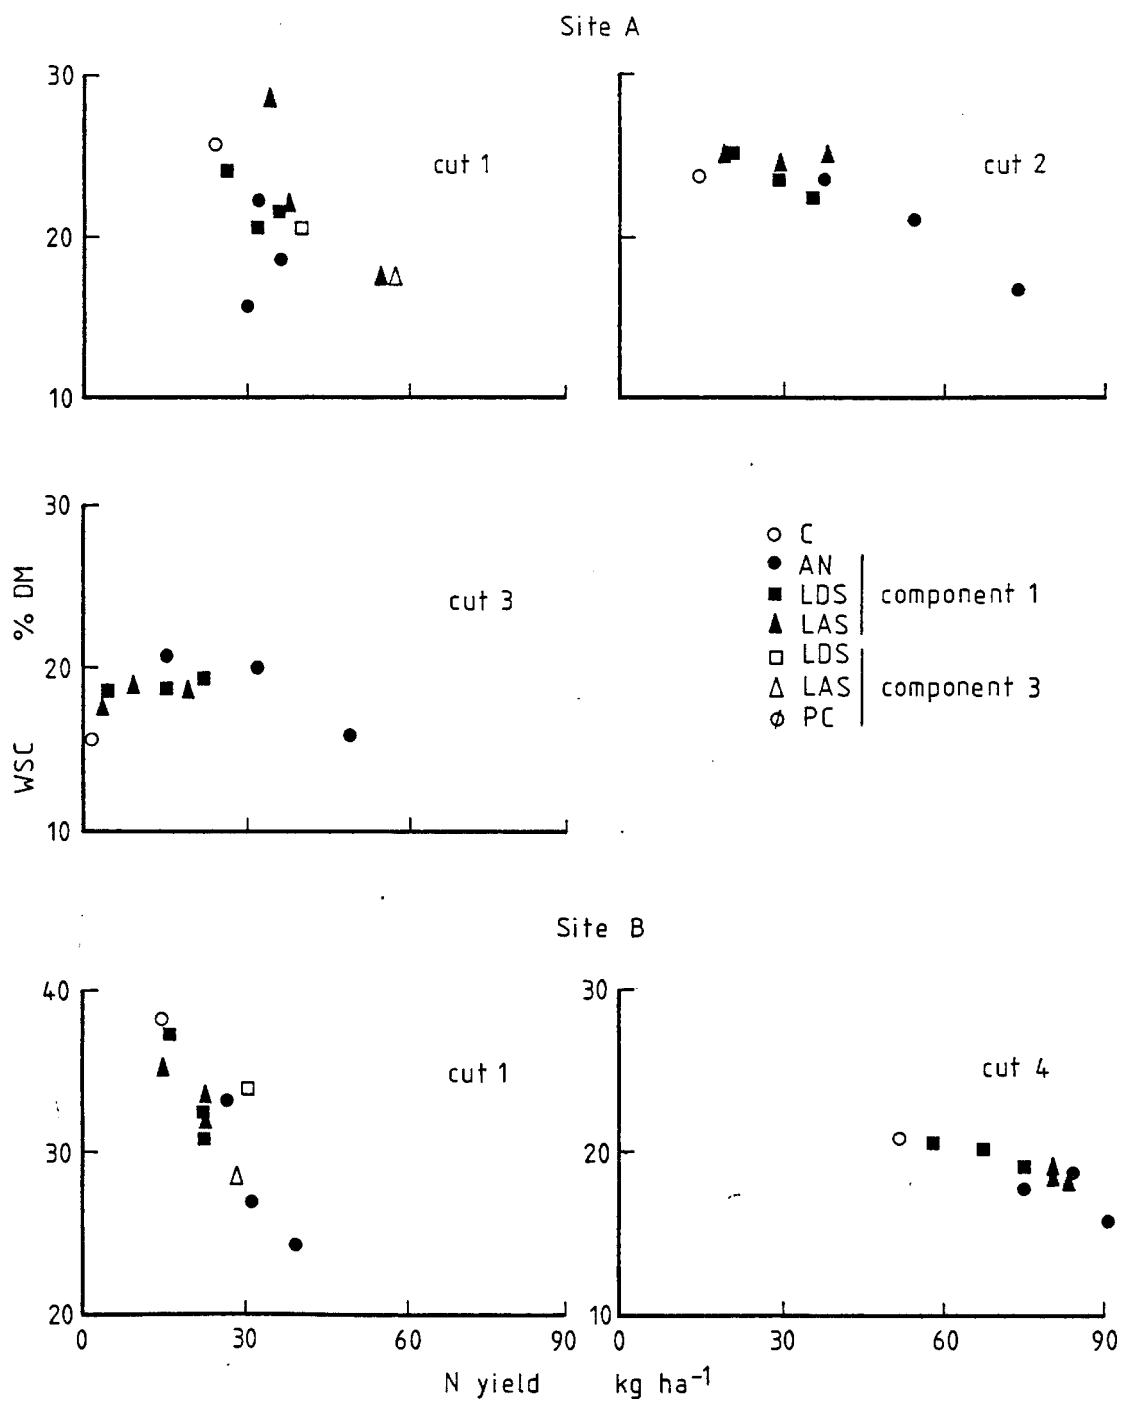 Site A
30
20
10
cut 1
cut 2
30
20
10
cut 3
WSC % DM
C
AN
LDS
LAS
component 1
LDS
LAS
PC
component 3
Site B
40
30
20
cut 1
0 30 60 90
30
20
10
cut 4
0 30 60 90
N yield kg ha⁻¹